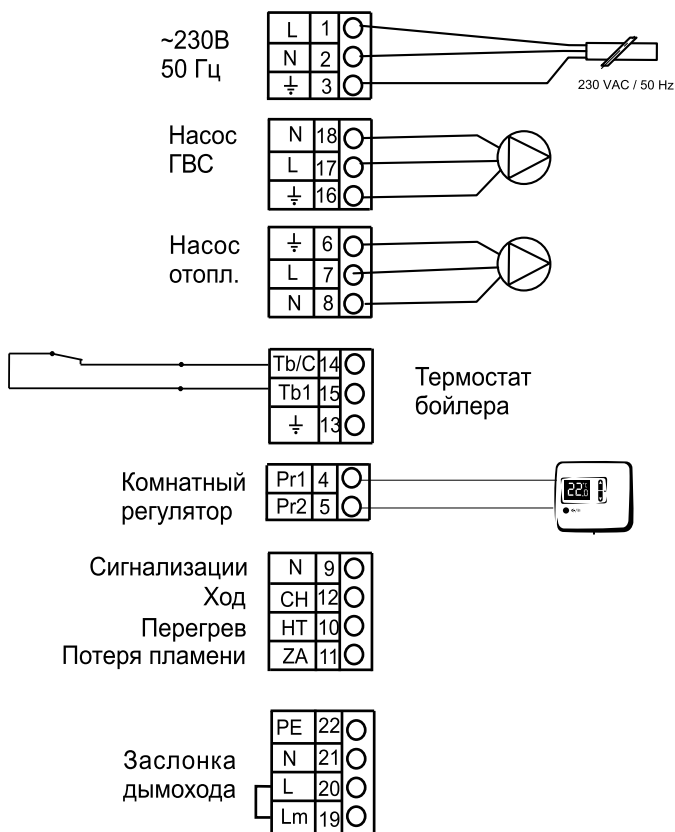 ~230В
50 Гц
L 1
N 2
⏚ 3
230 VAC / 50 Hz
Насос
ГВС
N 18
L 17
⏚ 16
Насос
отопл.
⏚ 6
L 7
N 8
Tb/C 14
Tb1 15
⏚ 13
Термостат
бойлера
Комнатный
регулятор
Pr1 4
Pr2 5
Сигнализации N 9
Ход CH 12
Перегрев HT 10
Потеря пламени ZA 11
Заслонка
дымохода
PE 22
N 21
L 20
Lm 19